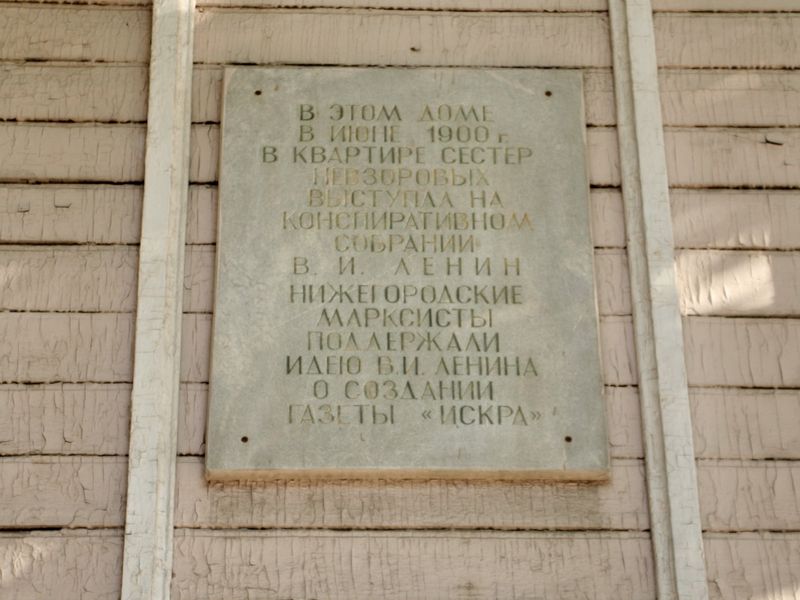 В ЭТОМ ДОМЕ
В ИЮНЕ 1900 г.
В КВАРТИРЕ СЕСТЕР
НЕВЗОРОВЫХ
ВЫСТУПАЛ НА
КОНСПИРАТИВНОМ
СОБРАНИИ
В. И. ЛЕНИН
НИЖЕГОРОДСКИЕ
МАРКСИСТЫ
ПОДДЕРЖАЛИ
ИДЕЮ В.И. ЛЕНИНА
О СОЗДАНИИ
ГАЗЕТЫ «ИСКРА»